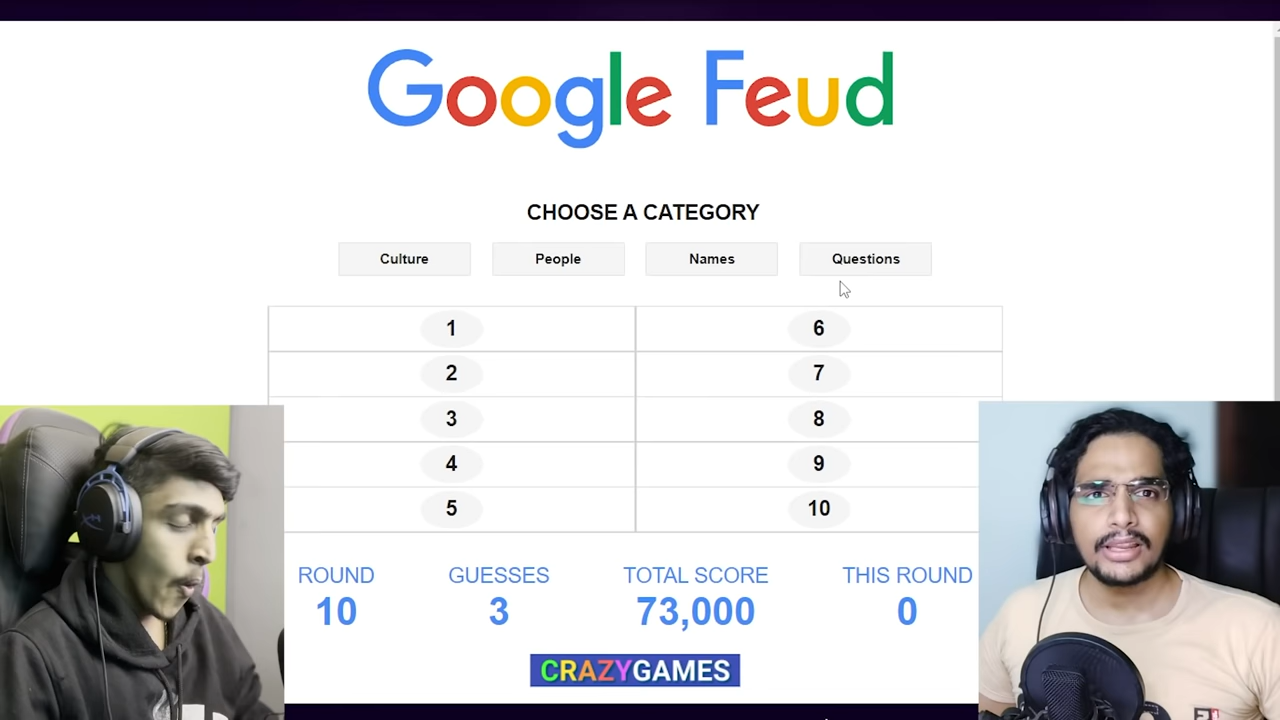 Google Feud
CHOOSE A CATEGORY
Culture People Names Questions
1 6
2 7
3 8
4 9
5 10
ROUND GUESSES TOTAL SCORE THIS ROUND
10 3 73,000 0
CRAZYGAMES